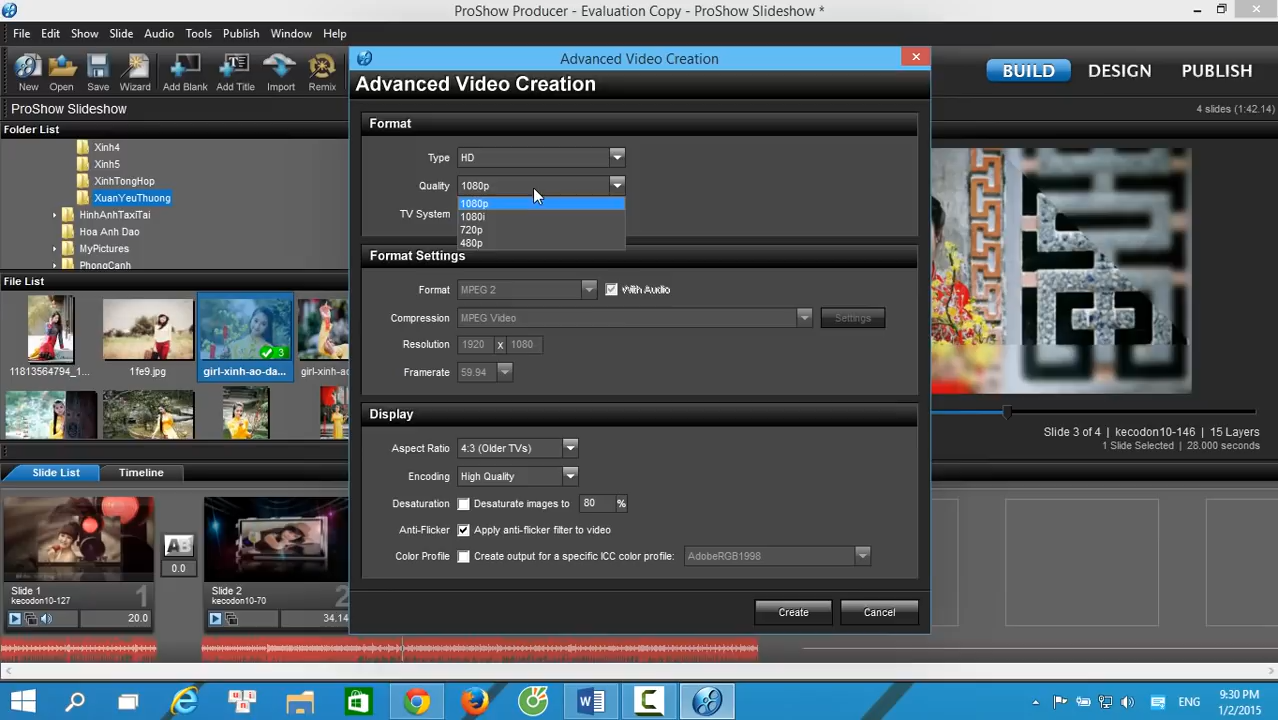 ProShow Producer - Evaluation Copy - ProShow Slideshow *
File Edit Show Slide Audio Tools Publish Window Help
New Open Save Wizard Add Blank Add Title Import Remix
BUILD DESIGN PUBLISH
ProShow Slideshow
4 slides (1:42.14)
Folder List
Xinh4
Xinh5
XinhTongHop
XuanYeuThuong
HinhAnhTaxiTai
Hoa Anh Dao
MyPictures
PhongCanh
File List
11813564794_1...
1fe9.jpg
girl-xinh-ao-da...
3
Advanced Video Creation
Advanced Video Creation
Format
Type HD
Quality 1080p
1080p
1080i
720p
480p
TV System
Format Settings
Format MPEG 2 With Audio
Compression MPEG Video Settings
Resolution 1920 x 1080
Framerate 59.94
Display
Aspect Ratio 4:3 (Older TVs)
Encoding High Quality
Desaturation Desaturate images to 80 %
Anti-Flicker Apply anti-flicker filter to video
Color Profile Create output for a specific ICC color profile: AdobeRGB1998
Create Cancel
Slide 3 of 4 | kecodon10-146 | 15 Layers
1 Slide Selected | 28.000 seconds
Slide List Timeline
Slide 1
kecodon10-127
1
20.0
AB
0.0
Slide 2
kecodon10-70
2
34.14
ENG
9:30 PM
1/2/2015